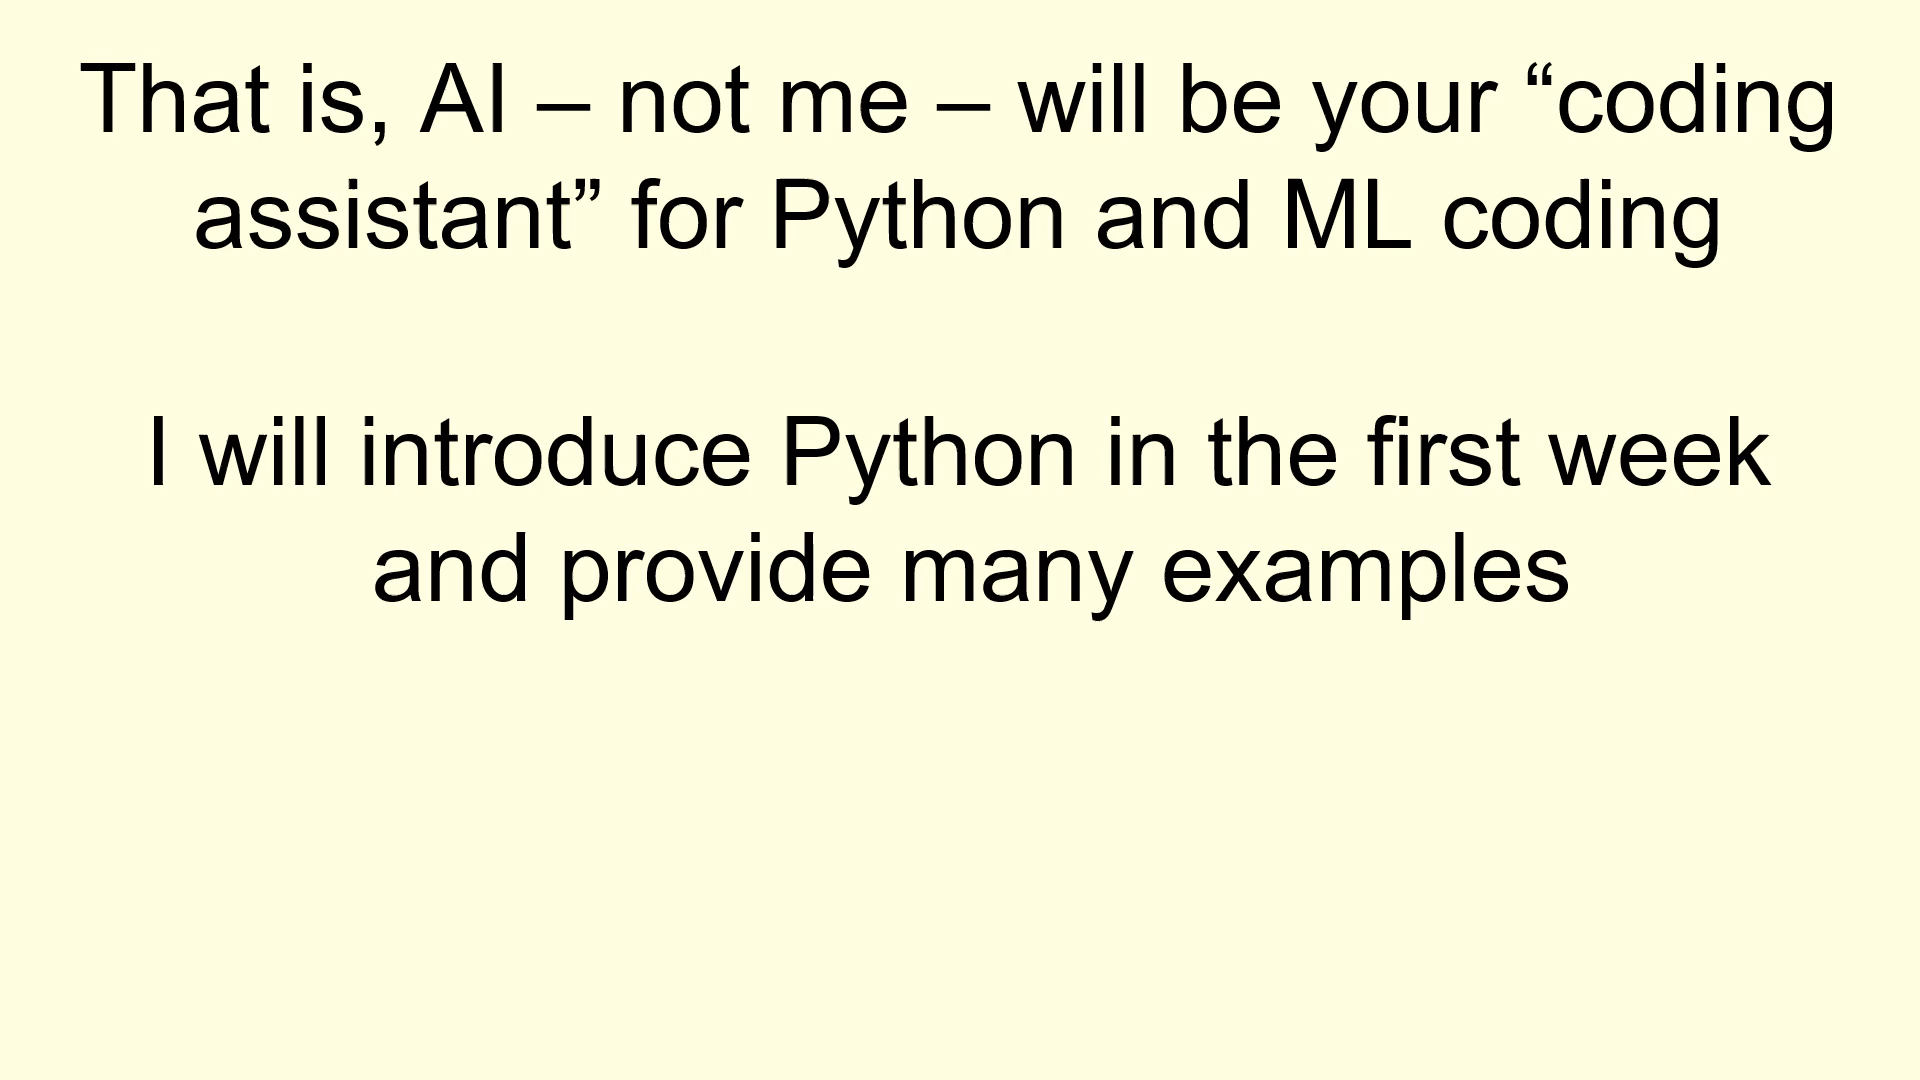 That is, AI – not me – will be your “coding
assistant” for Python and ML coding
I will introduce Python in the first week
and provide many examples